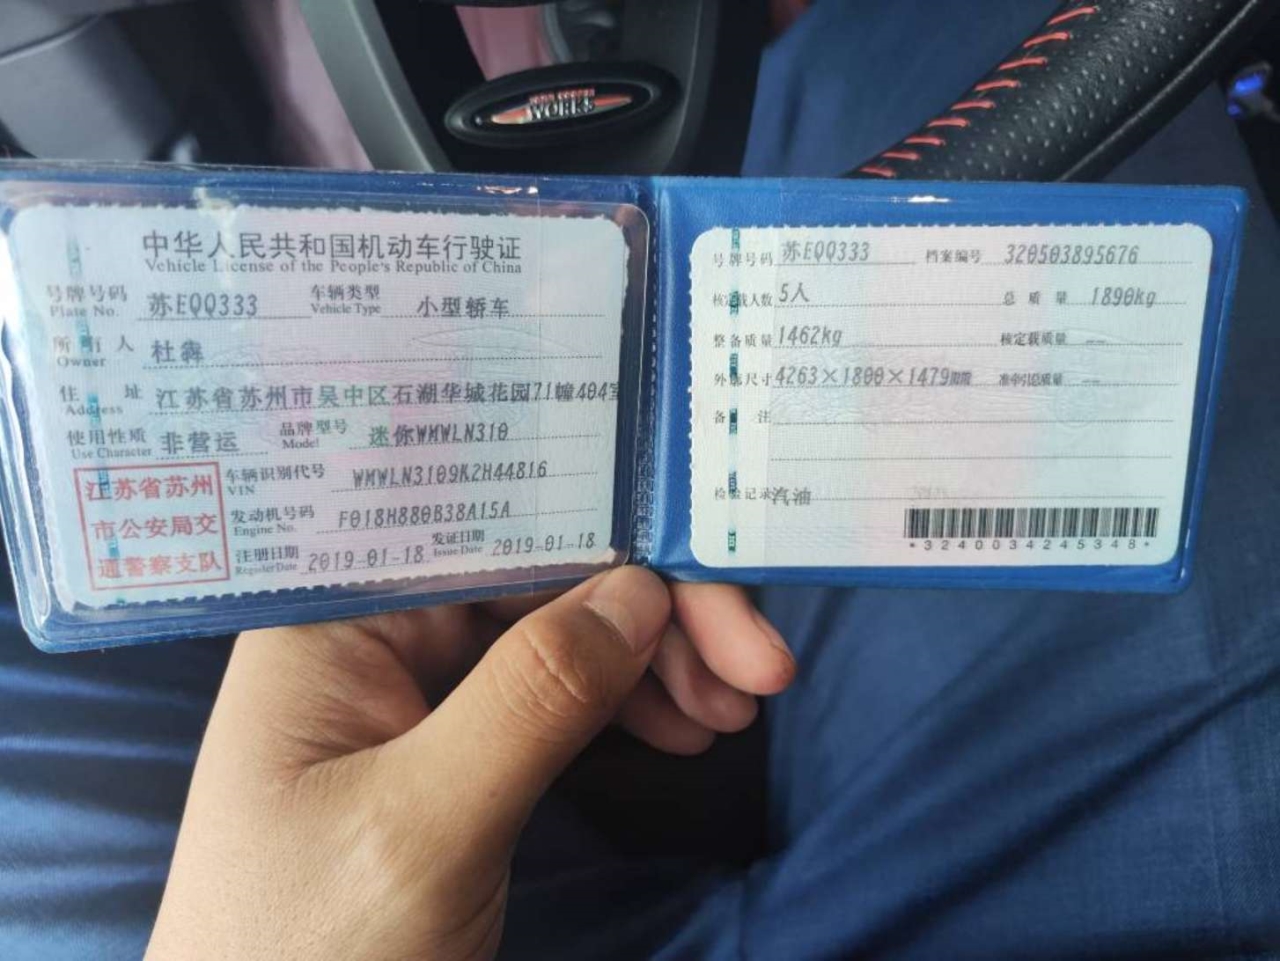 JOHN COOPER
WORKS
中华人民共和国机动车行驶证
Vehicle License of the People's Republic of China
号牌号码 苏EQQ333 车辆类型 小型轿车
Plate No. Vehicle Type
所有人 杜犇
Owner
住址 江苏省苏州市吴中区石湖华城花园71幢404室
Address
使用性质 非营运 品牌型号 迷你WMWLN310
Use Character Model
江苏省苏州
市公安局交
通警察支队
车辆识别代号 WMWLN3109K2H44816
VIN
发动机号码 F018H880B38A15A
Engine No.
注册日期 2019-01-18 发证日期 2019-01-18
Register Date Issue Date
号牌号码 苏EQQ333 档案编号 320503895676
核定载人数 5人 总质量 1890kg
整备质量 1462kg 核定载质量 --
外廓尺寸 4263×1800×1479 准牵引总质量 --
备注
检验记录 汽油
*3240034245348*